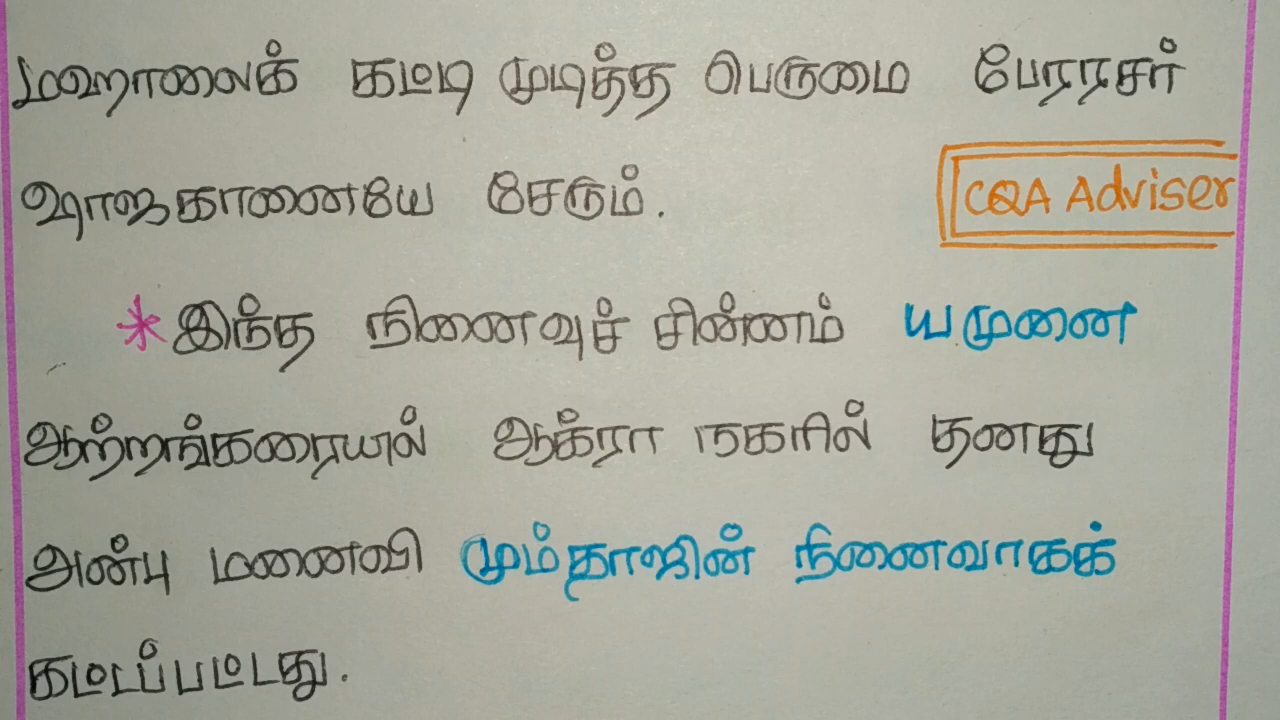 மஹாலைக் கட்டி முடித்த பெருமை பேரரசர்
ஷாஜகானையே சேரும்.
CQA Adviser
*இந்த நினைவுச் சின்னம் யமுனை
ஆற்றங்கரையில் ஆக்ரா நகரில் தனது
அன்பு மனைவி மும்தாஜின் நினைவாகக்
கட்டப்பட்டது.